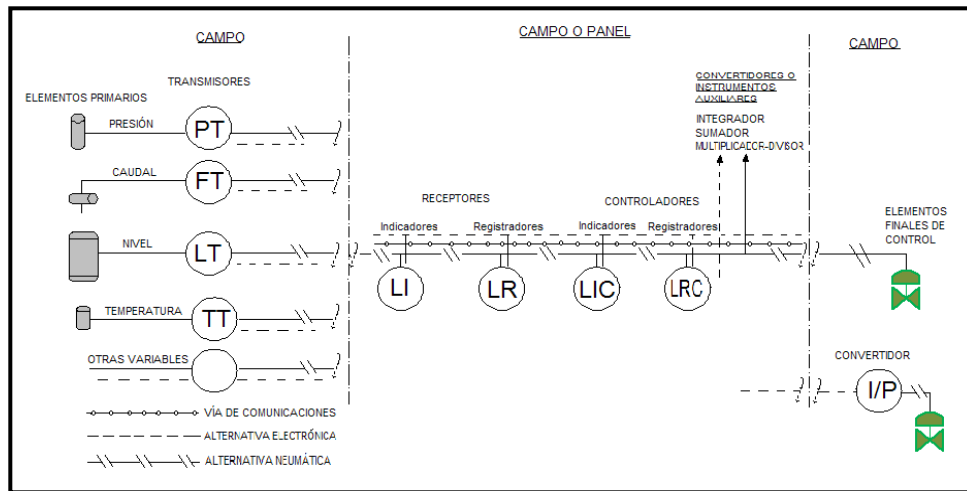 CAMPO
CAMPO O PANEL
CAMPO
TRANSMISORES
ELEMENTOS PRIMARIOS
PRESIÓN
PT
CAUDAL
FT
NIVEL
LT
TEMPERATURA
TT
OTRAS VARIABLES
VÍA DE COMUNICACIONES
ALTERNATVA ELECTRÓNICA
ALTERNATIVA NEUMÁTICA
CONVERTIDORES O
INSTRUMENTOS
AUXILIARES
INTEGRADOR
SUMADOR
MULTIPLICADOR-DIVISOR
RECEPTORES
CONTROLADORES
Indicadores
Registradores
Indicadores
Registradores
LI
LR
LIC
LRC
ELEMENTOS
FINALES DE
CONTROL
CONVERTIDOR
I/P